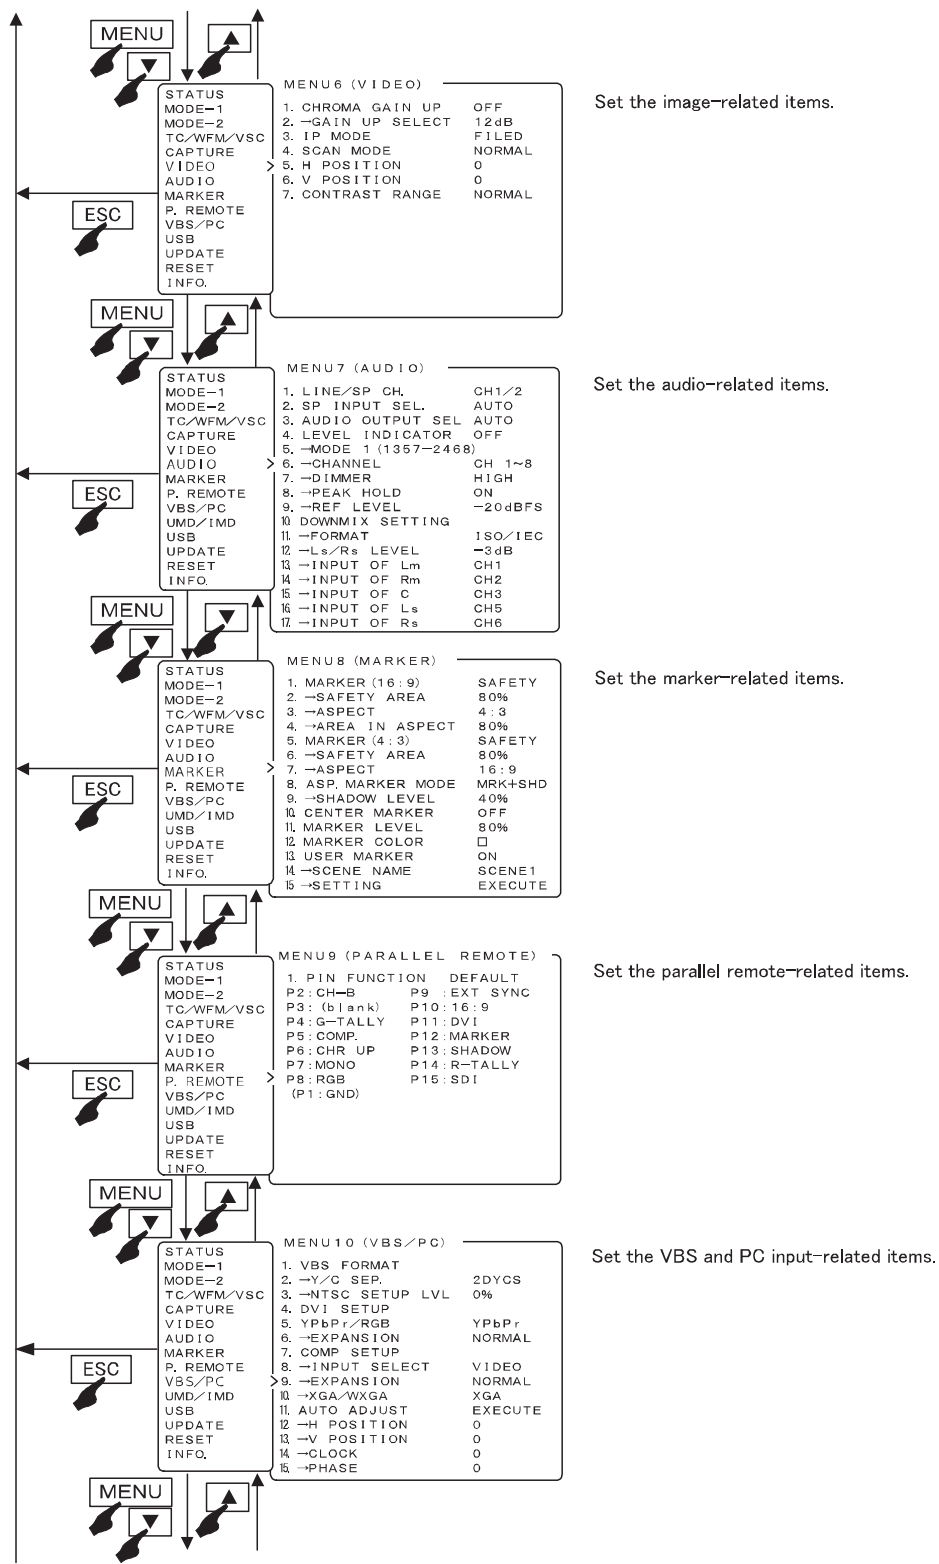 MENU
▼
▲
MENU6 (VIDEO)
STATUS
MODE-1
MODE-2
TC/WFM/VSC
CAPTURE
VIDEO >
AUDIO
MARKER
P. REMOTE
VBS/PC
USB
UPDATE
RESET
INFO.
1. CHROMA GAIN UP OFF
2. →GAIN UP SELECT 12dB
3. IP MODE FILED
4. SCAN MODE NORMAL
5. H POSITION 0
6. V POSITION 0
7. CONTRAST RANGE NORMAL
Set the image-related items.
ESC
MENU
▼
▲
MENU7 (AUDIO)
STATUS
MODE-1
MODE-2
TC/WFM/VSC
CAPTURE
VIDEO
AUDIO >
MARKER
P. REMOTE
VBS/PC
UMD/IMD
USB
UPDATE
RESET
INFO.
1. LINE/SP CH. CH1/2
2. SP INPUT SEL. AUTO
3. AUDIO OUTPUT SEL AUTO
4. LEVEL INDICATOR OFF
5. →MODE 1 (1357-2468)
6. →CHANNEL CH 1~8
7. →DIMMER HIGH
8. →PEAK HOLD ON
9. →REF LEVEL -20dBFS
10. DOWNMIX SETTING
11. →FORMAT ISO/IEC
12. →Ls/Rs LEVEL -3dB
13. →INPUT OF Lm CH1
14. →INPUT OF Rm CH2
15. →INPUT OF C CH3
16. →INPUT OF Ls CH5
17. →INPUT OF Rs CH6
Set the audio-related items.
ESC
MENU
▼
▼
MENU8 (MARKER)
STATUS
MODE-1
MODE-2
TC/WFM/VSC
CAPTURE
VIDEO
AUDIO
MARKER >
P. REMOTE
VBS/PC
UMD/IMD
USB
UPDATE
RESET
INFO.
1. MARKER (16:9) SAFETY
2. →SAFETY AREA 80%
3. →ASPECT 4:3
4. →AREA IN ASPECT 80%
5. MARKER (4:3) SAFETY
6. →SAFETY AREA 80%
7. →ASPECT 16:9
8. ASP. MARKER MODE MRK+SHD
9. →SHADOW LEVEL 40%
10. CENTER MARKER OFF
11. MARKER LEVEL 80%
12. MARKER COLOR □
13. USER MARKER ON
14. →SCENE NAME SCENE1
15 →SETTING EXECUTE
Set the marker-related items.
ESC
MENU
▼
▲
MENU9 (PARALLEL REMOTE)
STATUS
MODE-1
MODE-2
TC/WFM/VSC
CAPTURE
VIDEO
AUDIO
MARKER
P. REMOTE >
VBS/PC
UMD/IMD
USB
UPDATE
RESET
INFO.
1. PIN FUNCTION DEFAULT
P2:CH-B P9 :EXT SYNC
P3: (blank) P10:16:9
P4:G-TALLY P11:DVI
P5:COMP. P12:MARKER
P6:CHR UP P13:SHADOW
P7:MONO P14:R-TALLY
P8:RGB P15:SDI
(P1:GND)
Set the parallel remote-related items.
ESC
MENU
▼
▲
MENU10 (VBS/PC)
STATUS
MODE-1
MODE-2
TC/WFM/VSC
CAPTURE
VIDEO
AUDIO
MARKER
P. REMOTE
VBS/PC >
UMD/IMD
USB
UPDATE
RESET
INFO.
1. VBS FORMAT
2. →Y/C SEP. 2DYCS
3. →NTSC SETUP LVL 0%
4. DVI SETUP
5. YPbPr/RGB YPbPr
6. →EXPANSION NORMAL
7. COMP SETUP
8. →INPUT SELECT VIDEO
9. →EXPANSION NORMAL
10. →XGA/WXGA XGA
11. AUTO ADJUST EXECUTE
12 →H POSITION 0
13. →V POSITION 0
14. →CLOCK 0
15. →PHASE 0
Set the VBS and PC input-related items.
ESC
MENU
▼
▲